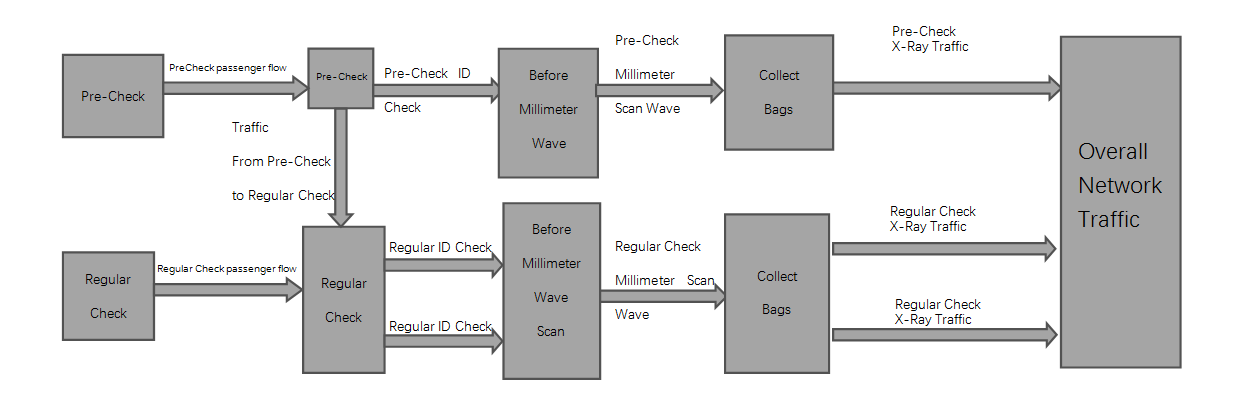 Pre-Check
PreCheck passenger flow
Pre-Check
Pre-Check ID
Check
Before
Millimeter
Wave
Pre-Check
Millimeter
Scan Wave
Collect
Bags
Pre-Check
X-Ray Traffic
Overall
Network
Traffic
Traffic
From Pre-Check
to Regular Check
Regular
Check
Regular Check passenger flow
Regular
Check
Regular ID Check
Regular ID Check
Before
Millimeter
Wave
Scan
Regular Check
Millimeter Scan
Wave
Collect
Bags
Regular Check
X-Ray Traffic
Regular Check
X-Ray Traffic